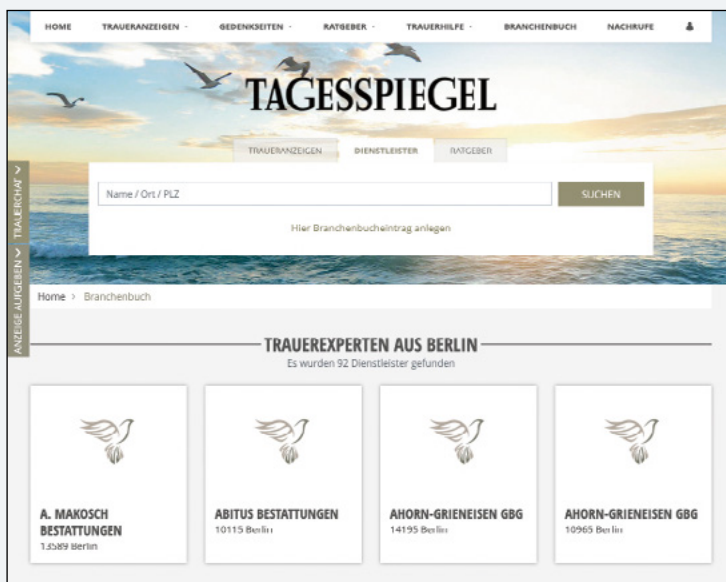 HOME TRAUERANZEIGEN GEDENKSEITEN RATGEBER TRAUERHILFE BRANCHENBUCH NACHRUFE
TAGESSPIEGEL
TRAUERANZEIGEN DIENSTLEISTER RATGEBER
Name / Ort / PLZ SUCHEN
Hier Branchenbucheintrag anlegen
TRAUERCHAT
ANZEIGE AUFGEBEN
Home > Branchenbuch
TRAUEREXPERTEN AUS BERLIN
Es wurden 92 Dienstleister gefunden
A. MAKOSCH
BESTATTUNGEN
13589 Berlin
ABITUS BESTATTUNGEN
10115 Berlin
AHORN-GRIENEISEN GBG
14195 Berlin
AHORN-GRIENEISEN GBG
10965 Berlin